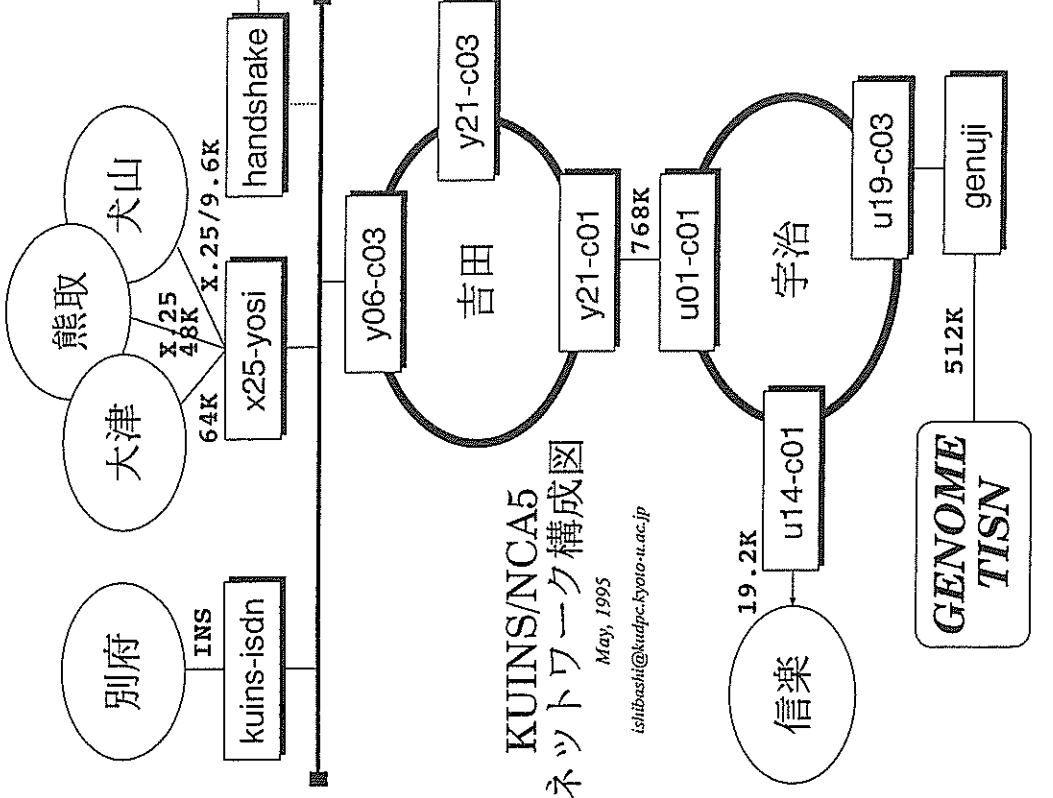 別府
INS
kuins-isdn
大津
熊取
犬山
64K
X.25
48K
X.25/9.6K
x25-yosi
handshake
y06-c03
吉田
y21-c03
y21-c01
768K
KUINS/NCA5
ネットワーク構成図
May, 1995
ishibashi@kudpc.kyoto-u.ac.jp
u01-c01
宇治
19.2K
信楽
u14-c01
u19-c03
genuji
512K
GENOME
TISN